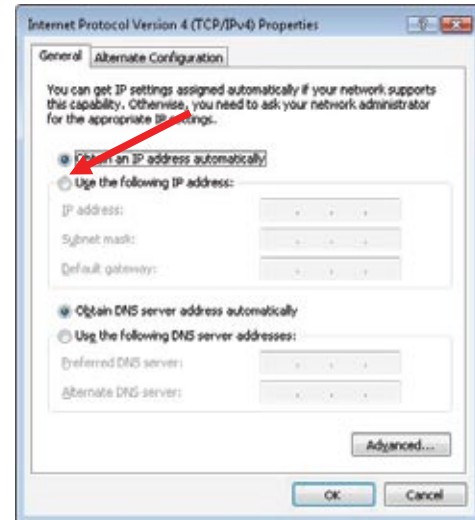 Internet Protocol Version 4 (TCP/IPv4) Properties
General
Alternate Configuration
You can get IP settings assigned automatically if your network supports
this capability. Otherwise, you need to ask your network administrator
for the appropriate IP settings.
Obtain an IP address automatically
Use the following IP address:
IP address:
Subnet mask:
Default gateway:
Obtain DNS server address automatically
Use the following DNS server addresses:
Preferred DNS server:
Alternate DNS server:
Advanced...
OK
Cancel